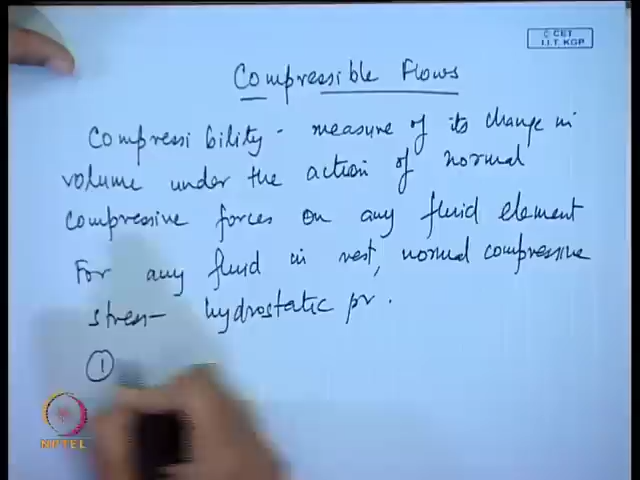 © CET
I.I.T. KGP
Compressible Flows
Compressibility - measure of its change in
volume under the action of normal
compressive forces on any fluid element
For any fluid in rest, normal compressive
stress - hydrostatic pr.
①
NPTEL